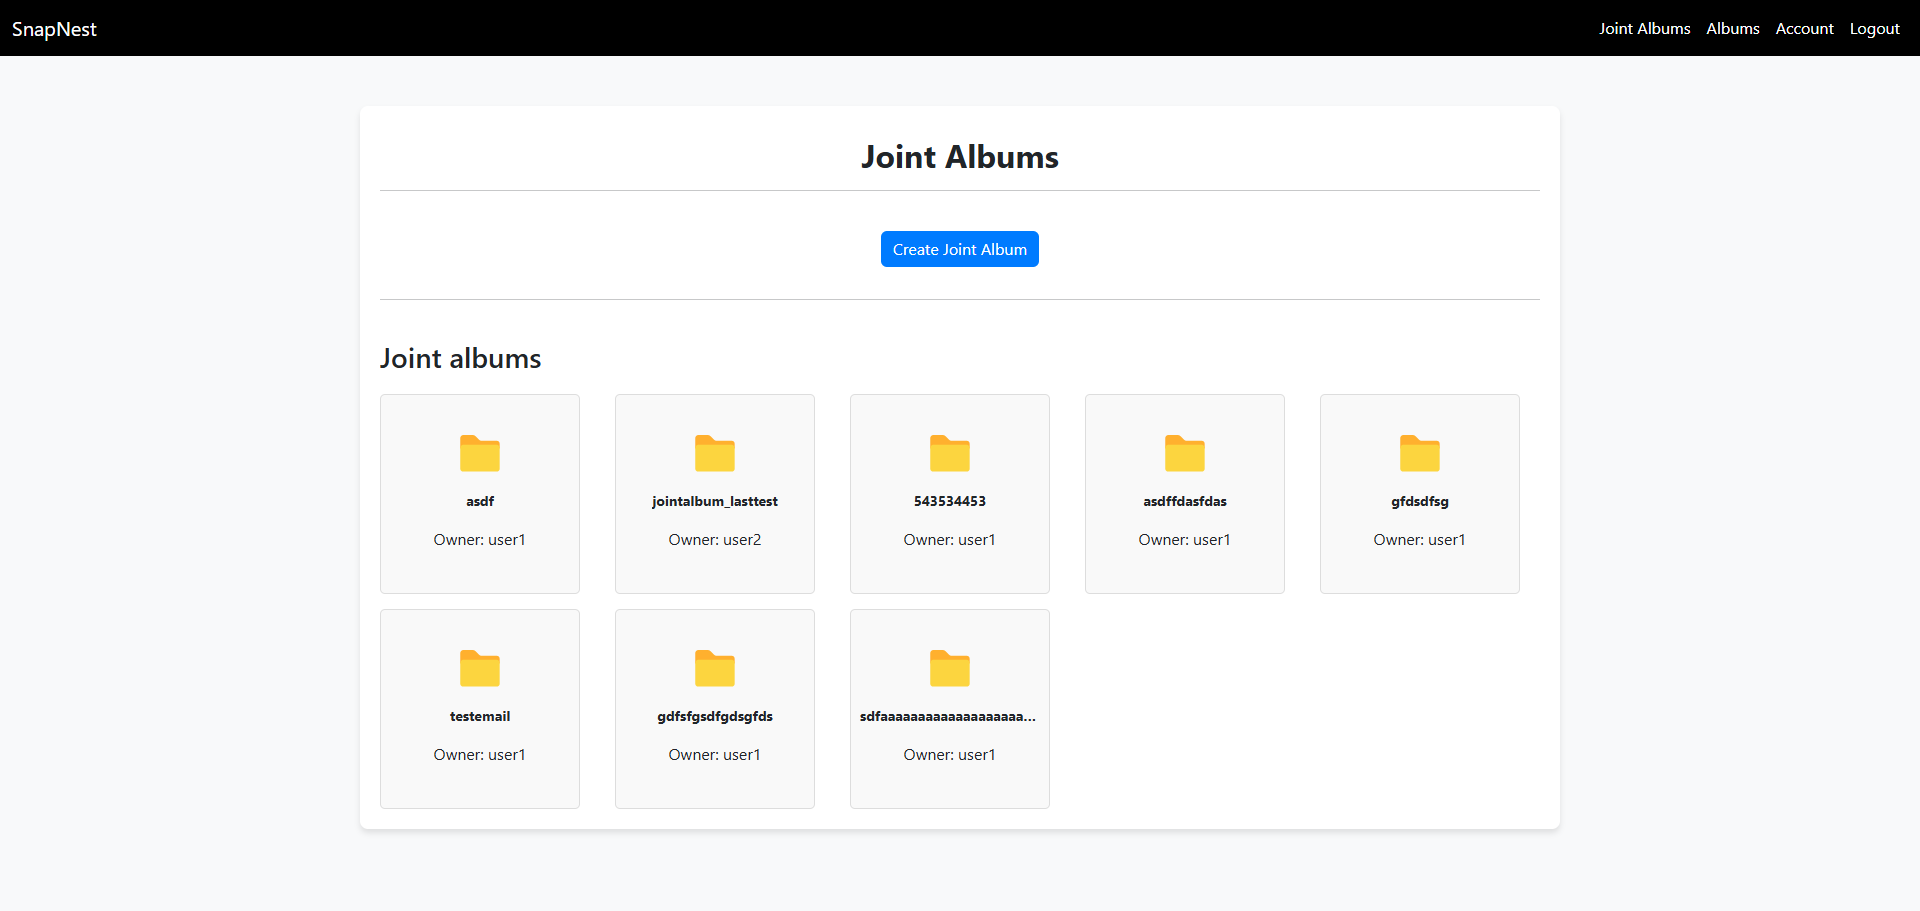 SnapNest
Joint Albums Albums Account Logout
Joint Albums
Create Joint Album
Joint albums
asdf
Owner: user1
jointalbum_lasttest
Owner: user2
543534453
Owner: user1
asdffdasfdas
Owner: user1
gfdsdfsg
Owner: user1
testemail
Owner: user1
gdfsfgsdfgdsgfds
Owner: user1
sdfaaaaaaaaaaaaaaaaaaa...
Owner: user1